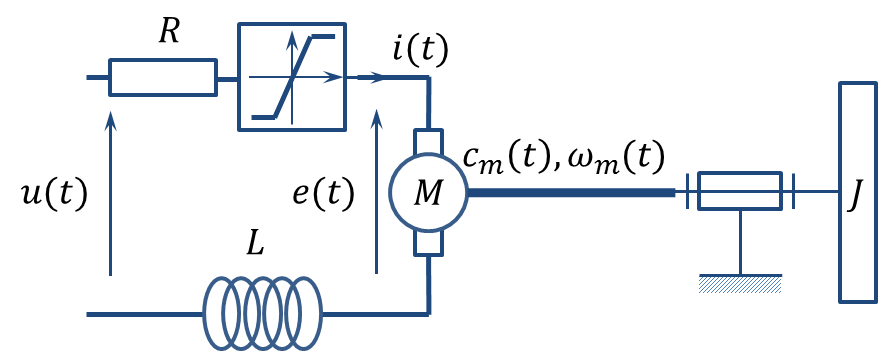 R
i(t)
c_m(t), ω_m(t)
u(t)
e(t)
M
J
L